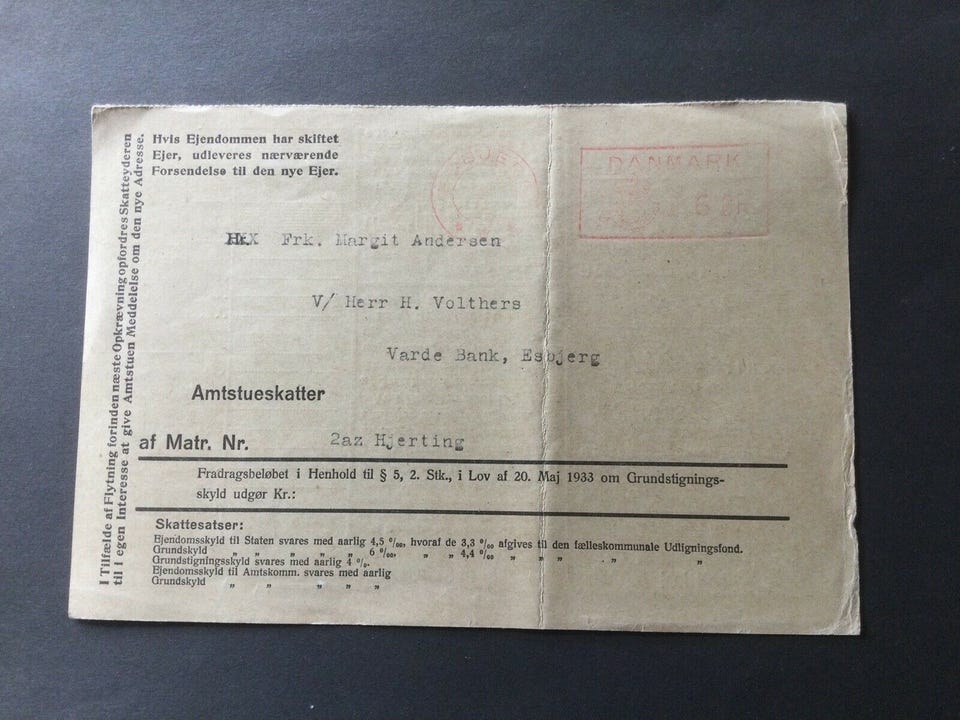 I Tilfælde af Flytning forinden næste Opkrævning opfordres Skatteyderen
til i egen Interesse at give Amtstuen Meddelelse om den nye Adresse.
Hvis Ejendommen har skiftet
Ejer, udleveres nærværende
Forsendelse til den nye Ejer.
DANMARK
Frk. Margit Andersen
V/ Herr H. Volthers
Varde Bank, Esbjerg
Amtstueskatter
af Matr. Nr. 2az Hjerting
Fradragsbeløbet i Henhold til § 5, 2. Stk., i Lov af 20. Maj 1933 om Grundstignings-
skyld udgør Kr.:
Skattesatser:
Ejendomsskyld til Staten svares med aarlig 4,5 ‰, hvoraf de 3,3 ‰ afgives til den fælleskommunale Udligningsfond.
Grundskyld „ „ „ „ 6 ‰, „ „ 4,4 ‰ „ „ „ „ „
Grundstigningsskyld svares med aarlig 4 %.
Ejendomsskyld til Amtskomm. svares med aarlig
Grundskyld „ „ „ „ „